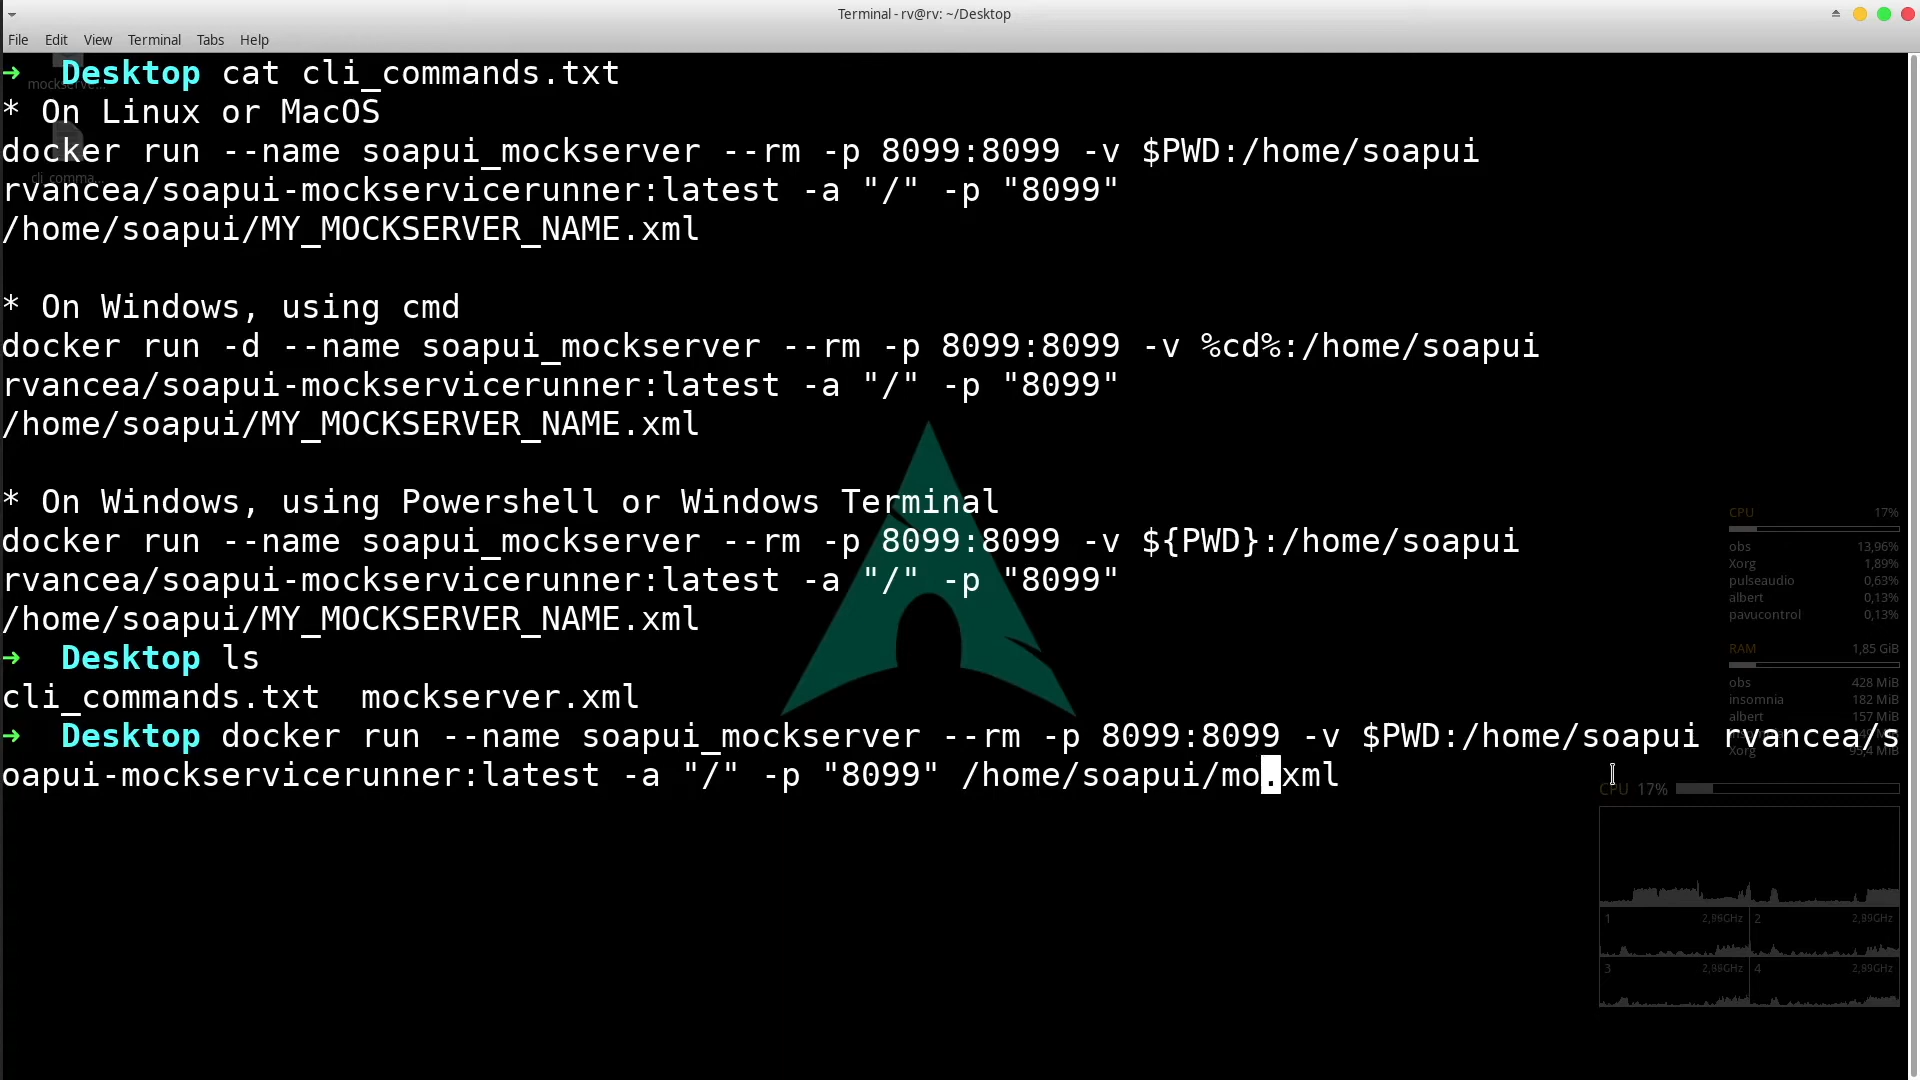 Terminal - rv@rv: ~/Desktop
File Edit View Terminal Tabs Help
➜ Desktop cat cli_commands.txt
mockserve...
* On Linux or MacOS
docker run --name soapui_mockserver --rm -p 8099:8099 -v $PWD:/home/soapui
cli_comma...
rvancea/soapui-mockservicerunner:latest -a "/" -p "8099"
/home/soapui/MY_MOCKSERVER_NAME.xml
* On Windows, using cmd
docker run -d --name soapui_mockserver --rm -p 8099:8099 -v %cd%:/home/soapui
rvancea/soapui-mockservicerunner:latest -a "/" -p "8099"
/home/soapui/MY_MOCKSERVER_NAME.xml
* On Windows, using Powershell or Windows Terminal
docker run --name soapui_mockserver --rm -p 8099:8099 -v ${PWD}:/home/soapui
rvancea/soapui-mockservicerunner:latest -a "/" -p "8099"
/home/soapui/MY_MOCKSERVER_NAME.xml
➜ Desktop ls
cli_commands.txt mockserver.xml
➜ Desktop docker run --name soapui_mockserver --rm -p 8099:8099 -v $PWD:/home/soapui rvancea/s
oapui-mockservicerunner:latest -a "/" -p "8099" /home/soapui/mo.xml
CPU 17%
obs 13,96%
Xorg 1,89%
pulseaudio 0,63%
albert 0,13%
pavucontrol 0,13%
RAM 1,85 GiB
obs 428 MiB
insomnia 182 MiB
albert 157 MiB
Xorg
CPU 17%
1 2,86GHz 2 2,99GHz
3 2,86GHz 4 2,99GHz